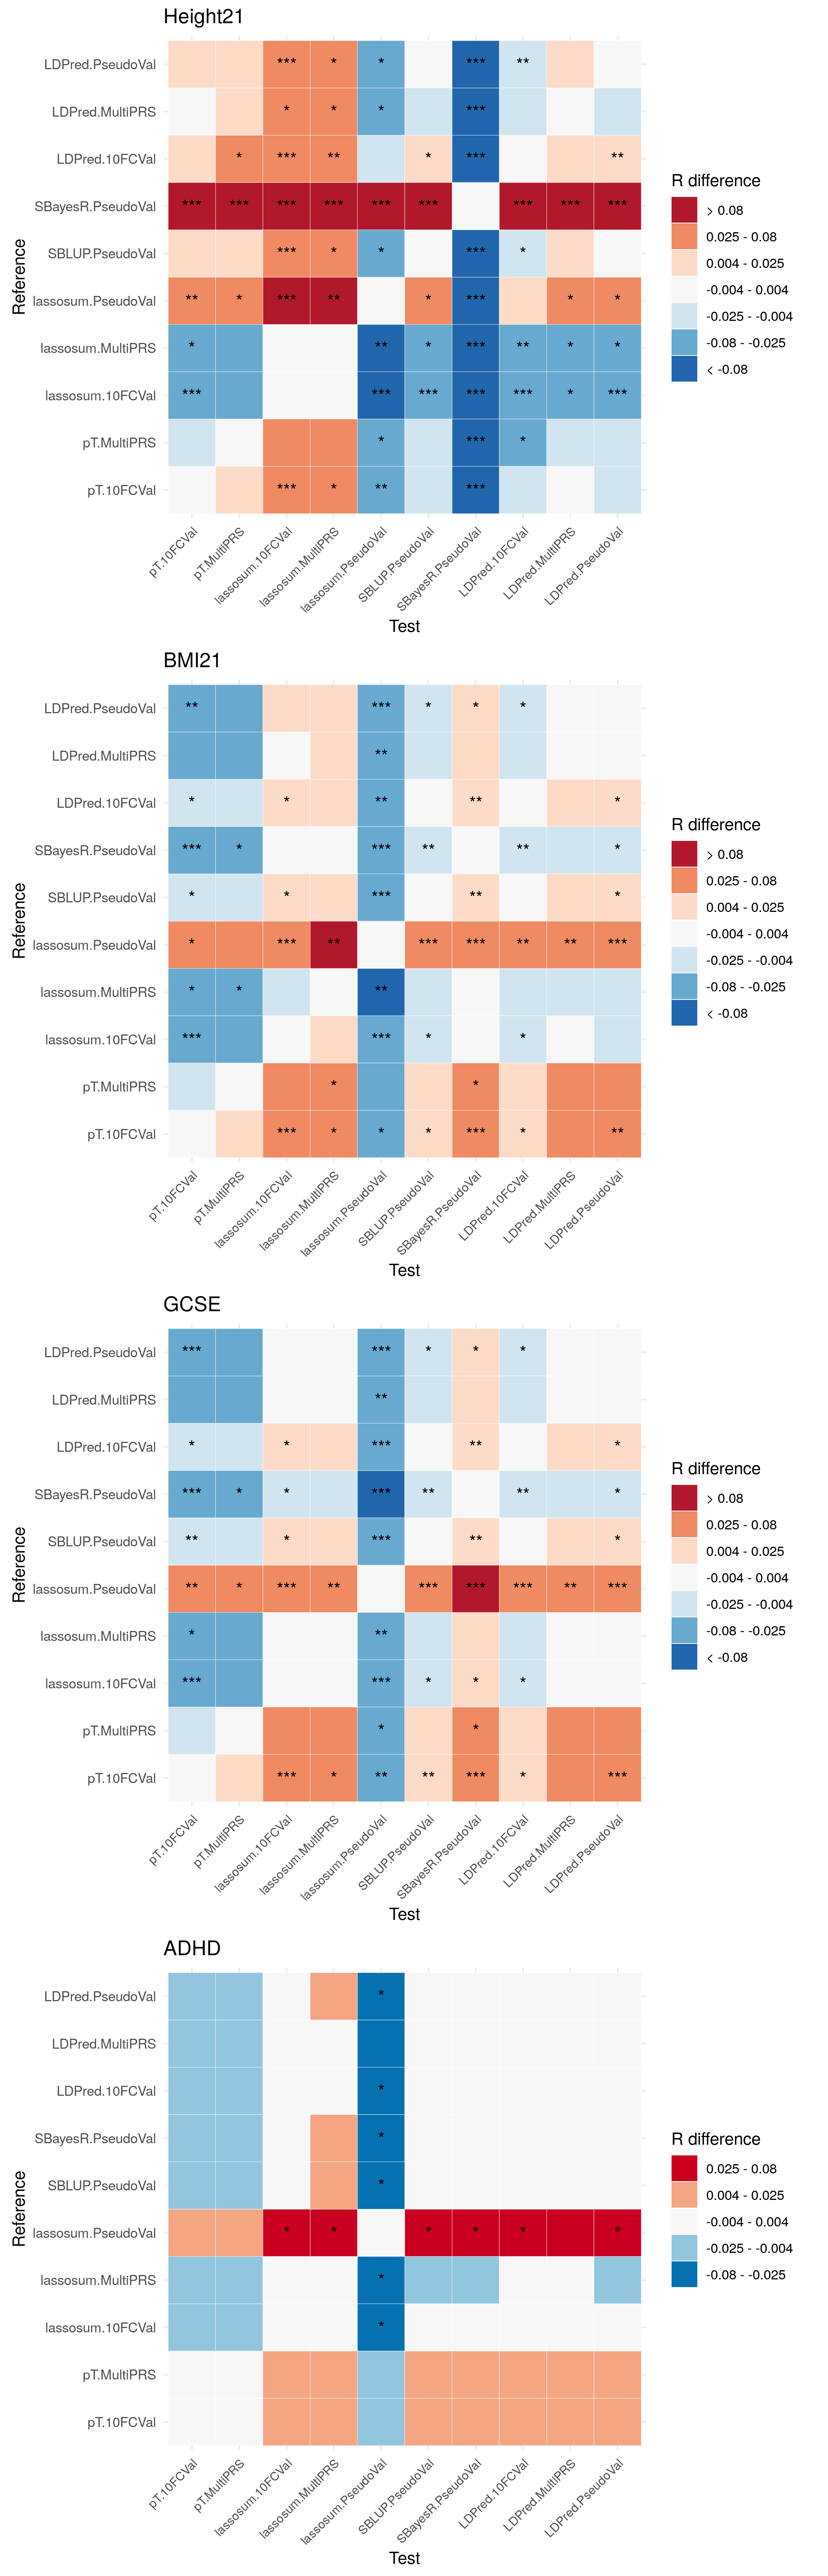 Height21
LDPred.PseudoVal *** * * *** **
LDPred.MultiPRS * * * ***
LDPred.10FCVal * *** ** * *** **
SBayesR.PseudoVal *** *** *** *** *** *** *** *** ***
SBLUP.PseudoVal *** * * *** *
lassosum.PseudoVal ** * *** ** * *** * *
lassosum.MultiPRS * ** * *** ** * *
lassosum.10FCVal *** *** *** *** *** * ***
pT.MultiPRS * *** *
pT.10FCVal *** * ** ***
Reference
pT.10FCVal
pT.MultiPRS
lassosum.10FCVal
lassosum.MultiPRS
lassosum.PseudoVal
SBLUP.PseudoVal
SBayesR.PseudoVal
LDPred.10FCVal
LDPred.MultiPRS
LDPred.PseudoVal
Test
R difference
> 0.08
0.025 - 0.08
0.004 - 0.025
-0.004 - 0.004
-0.025 - -0.004
-0.08 - -0.025
< -0.08
BMI21
LDPred.PseudoVal ** *** * * *
LDPred.MultiPRS **
LDPred.10FCVal * * ** ** *
SBayesR.PseudoVal *** * *** ** ** *
SBLUP.PseudoVal * * *** ** *
lassosum.PseudoVal * *** ** *** *** ** ** ***
lassosum.MultiPRS * * **
lassosum.10FCVal *** *** * *
pT.MultiPRS * *
pT.10FCVal *** * * * *** * **
Reference
pT.10FCVal
pT.MultiPRS
lassosum.10FCVal
lassosum.MultiPRS
lassosum.PseudoVal
SBLUP.PseudoVal
SBayesR.PseudoVal
LDPred.10FCVal
LDPred.MultiPRS
LDPred.PseudoVal
Test
R difference
> 0.08
0.025 - 0.08
0.004 - 0.025
-0.004 - 0.004
-0.025 - -0.004
-0.08 - -0.025
< -0.08
GCSE
LDPred.PseudoVal *** *** * * *
LDPred.MultiPRS **
LDPred.10FCVal * * *** ** *
SBayesR.PseudoVal *** * * *** ** ** *
SBLUP.PseudoVal ** * *** ** *
lassosum.PseudoVal ** * *** ** *** *** *** ** ***
lassosum.MultiPRS * **
lassosum.10FCVal *** *** * * *
pT.MultiPRS * *
pT.10FCVal *** * ** ** *** * ***
Reference
pT.10FCVal
pT.MultiPRS
lassosum.10FCVal
lassosum.MultiPRS
lassosum.PseudoVal
SBLUP.PseudoVal
SBayesR.PseudoVal
LDPred.10FCVal
LDPred.MultiPRS
LDPred.PseudoVal
Test
R difference
> 0.08
0.025 - 0.08
0.004 - 0.025
-0.004 - 0.004
-0.025 - -0.004
-0.08 - -0.025
< -0.08
ADHD
LDPred.PseudoVal *
LDPred.MultiPRS
LDPred.10FCVal *
SBayesR.PseudoVal *
SBLUP.PseudoVal *
lassosum.PseudoVal * * * * * *
lassosum.MultiPRS *
lassosum.10FCVal *
pT.MultiPRS
pT.10FCVal
Reference
pT.10FCVal
pT.MultiPRS
lassosum.10FCVal
lassosum.MultiPRS
lassosum.PseudoVal
SBLUP.PseudoVal
SBayesR.PseudoVal
LDPred.10FCVal
LDPred.MultiPRS
LDPred.PseudoVal
Test
R difference
0.025 - 0.08
0.004 - 0.025
-0.004 - 0.004
-0.025 - -0.004
-0.08 - -0.025